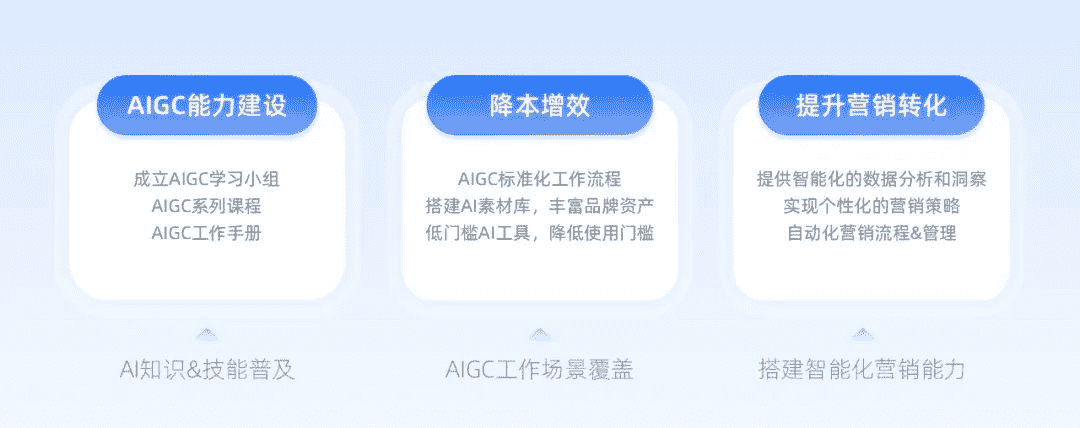 AIGC能力建设
成立AIGC学习小组
AIGC系列课程
AIGC工作手册
AI知识&技能普及
降本增效
AIGC标准化工作流程
搭建AI素材库，丰富品牌资产
低门槛AI工具，降低使用门槛
AIGC工作场景覆盖
提升营销转化
提供智能化的数据分析和洞察
实现个性化的营销策略
自动化营销流程&管理
搭建智能化营销能力